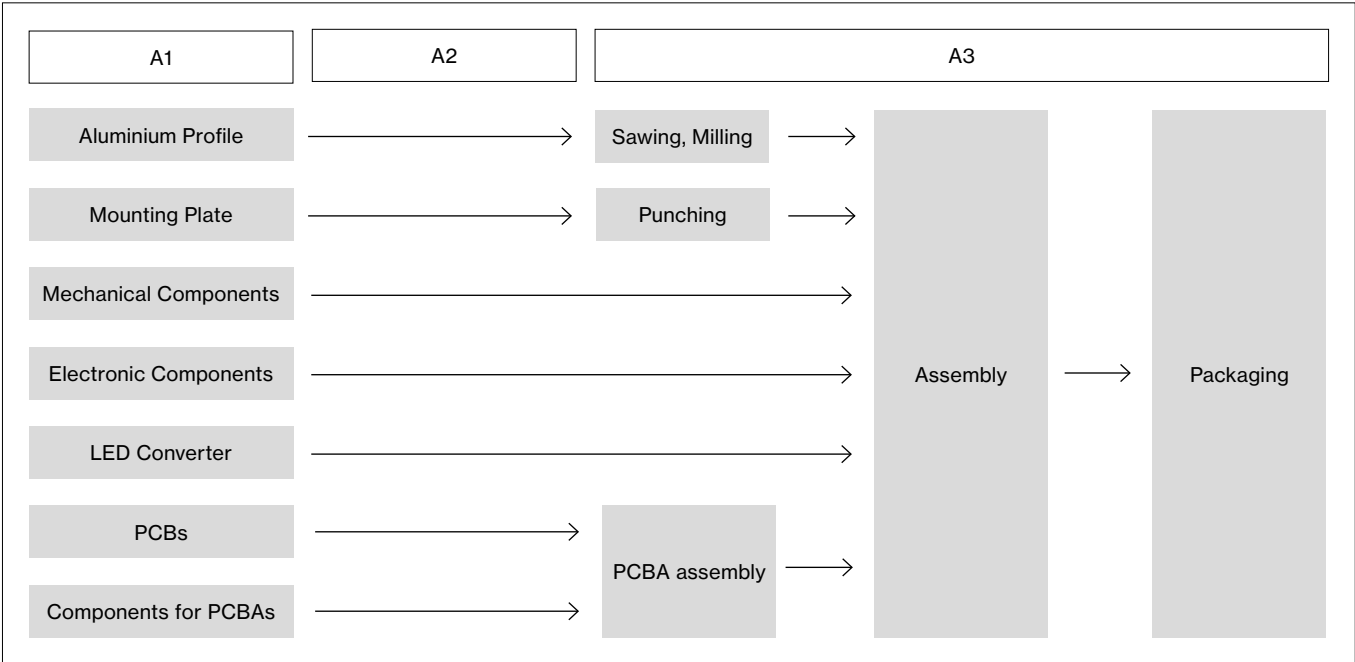 A1
A2
A3
Aluminium Profile
Sawing, Milling
Mounting Plate
Punching
Mechanical Components
Electronic Components
Assembly
Packaging
LED Converter
PCBs
PCBA assembly
Components for PCBAs